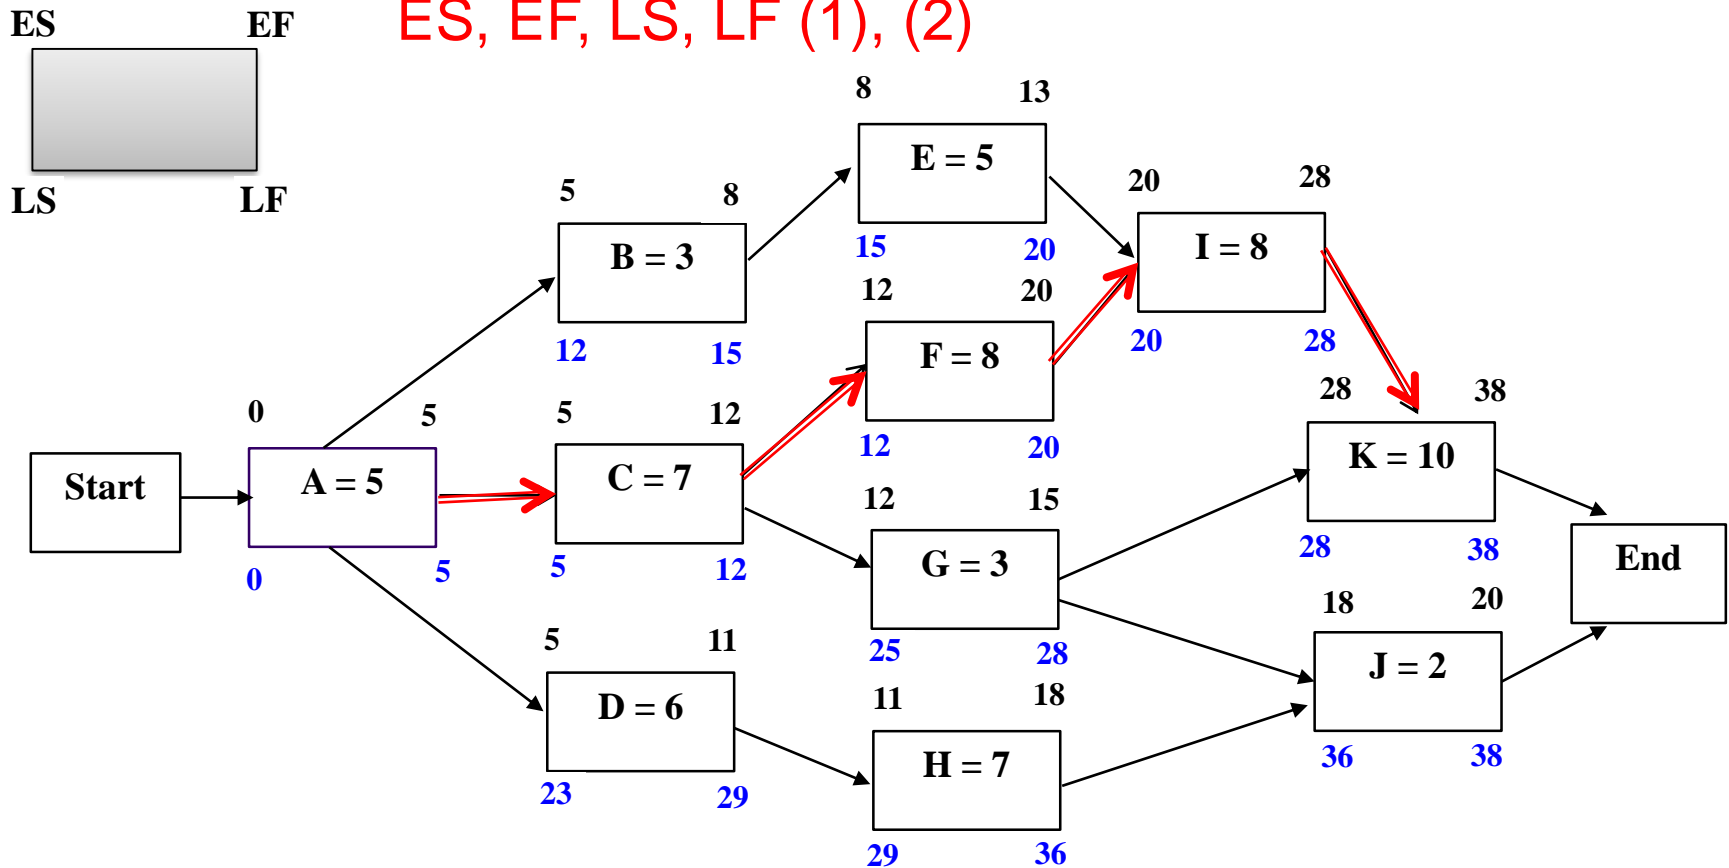 ES, EF, LS, LF (1), (2)
ES EF
LS LF
Start
0 5
A = 5
0 5
5 8
B = 3
12 15
5 12
C = 7
5 12
5 11
D = 6
23 29
8 13
E = 5
15 20
12 20
F = 8
12 20
12 15
G = 3
25 28
11 18
H = 7
29 36
20 28
I = 8
20 28
28 38
K = 10
28 38
18 20
J = 2
36 38
End